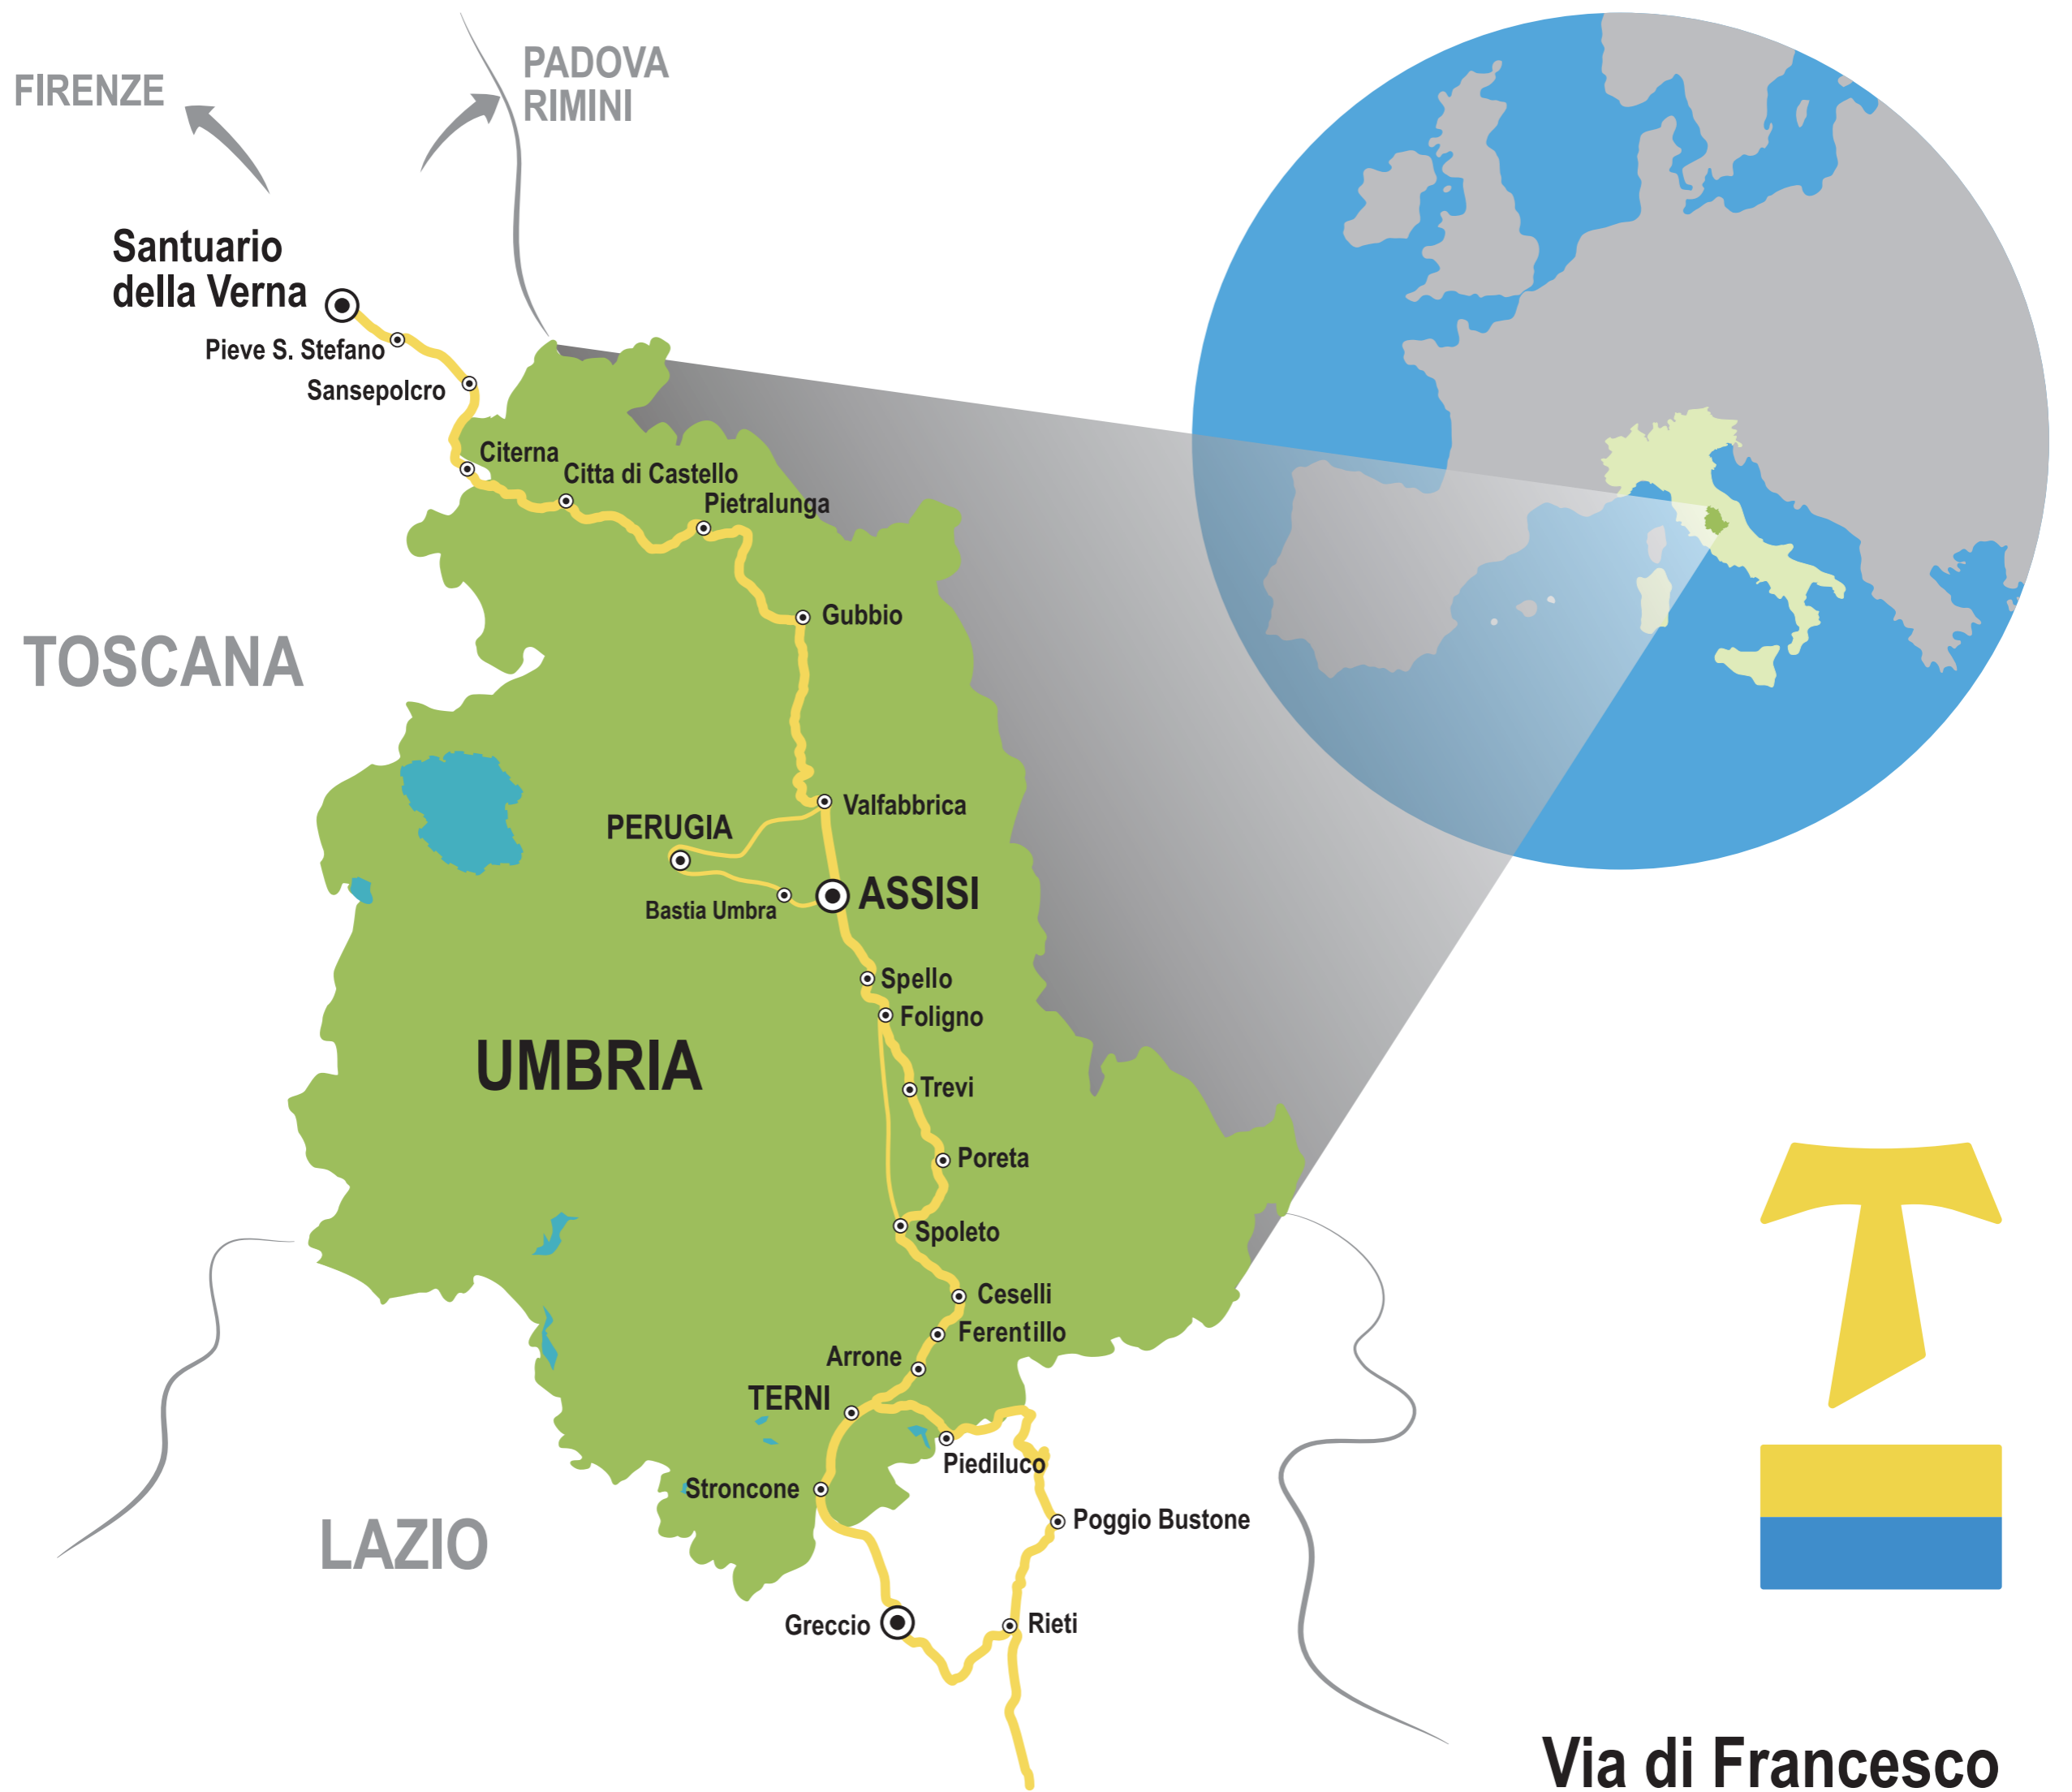 FIRENZE
PADOVA
RIMINI
Santuario
della Verna
Pieve S. Stefano
Sansepolcro
Citerna
Citta di Castello
Pietralunga
Gubbio
TOSCANA
Valfabbrica
PERUGIA
ASSISI
Bastia Umbra
Spello
Foligno
UMBRIA
Trevi
Poreta
Spoleto
Ceselli
Ferentillo
Arrone
TERNI
Piediluco
Stroncone
Poggio Bustone
LAZIO
Greccio
Rieti
Via di Francesco